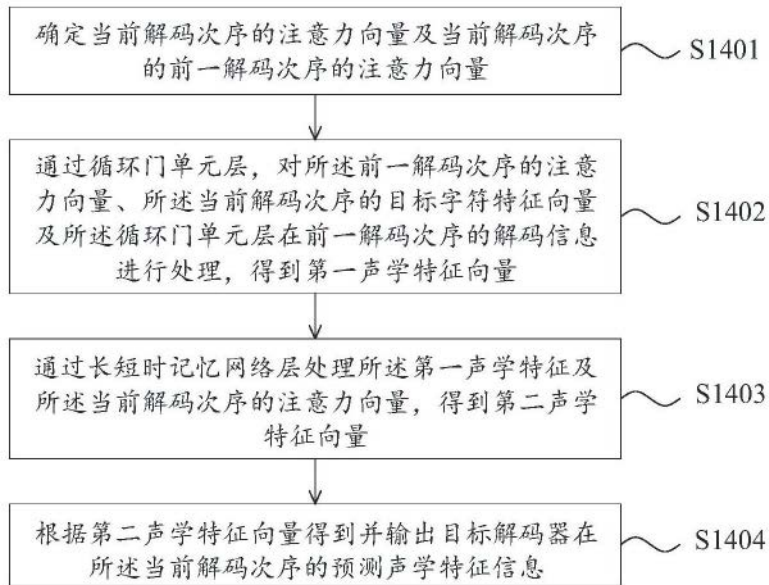 确定当前解码次序的注意力向量及当前解码次序
的前一解码次序的注意力向量
S1401
通过循环门单元层，对所述前一解码次序的注意
力向量、所述当前解码次序的目标字符特征向量
及所述循环门单元层在前一解码次序的解码信息
进行处理，得到第一声学特征向量
S1402
通过长短时记忆网络层处理所述第一声学特征及
所述当前解码次序的注意力向量，得到第二声学
特征向量
S1403
根据第二声学特征向量得到并输出目标解码器在
所述当前解码次序的预测声学特征信息
S1404